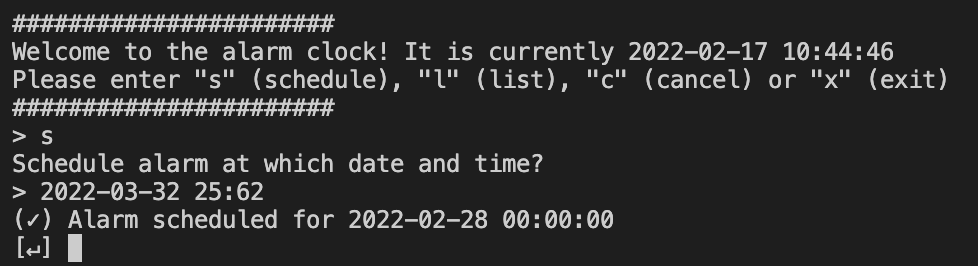 #######################
Welcome to the alarm clock! It is currently 2022-02-17 10:44:46
Please enter "s" (schedule), "l" (list), "c" (cancel) or "x" (exit)
#######################
> s
Schedule alarm at which date and time?
> 2022-03-32 25:62
(✓) Alarm scheduled for 2022-02-28 00:00:00
[↵]